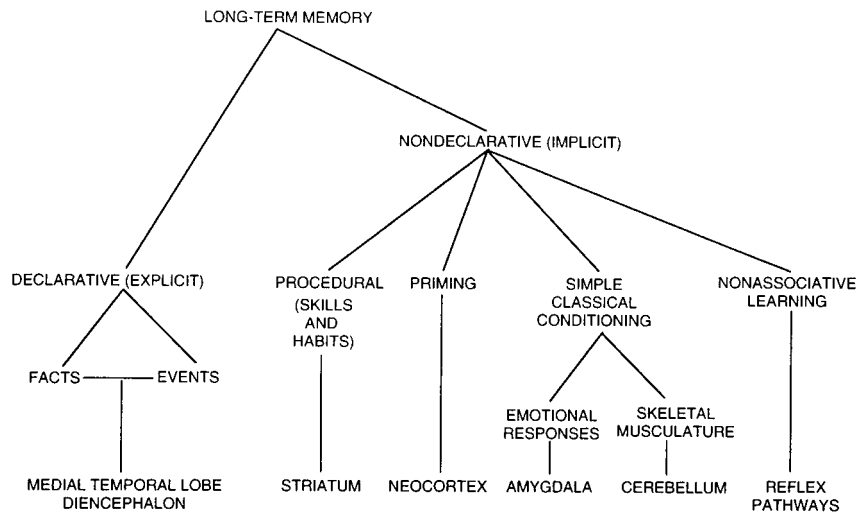 LONG-TERM MEMORY
NONDECLARATIVE (IMPLICIT)
DECLARATIVE (EXPLICIT)
PROCEDURAL
(SKILLS
AND
HABITS)
PRIMING
SIMPLE
CLASSICAL
CONDITIONING
NONASSOCIATIVE
LEARNING
FACTS
EVENTS
EMOTIONAL
RESPONSES
SKELETAL
MUSCULATURE
MEDIAL TEMPORAL LOBE
DIENCEPHALON
STRIATUM
NEOCORTEX
AMYGDALA
CEREBELLUM
REFLEX
PATHWAYS